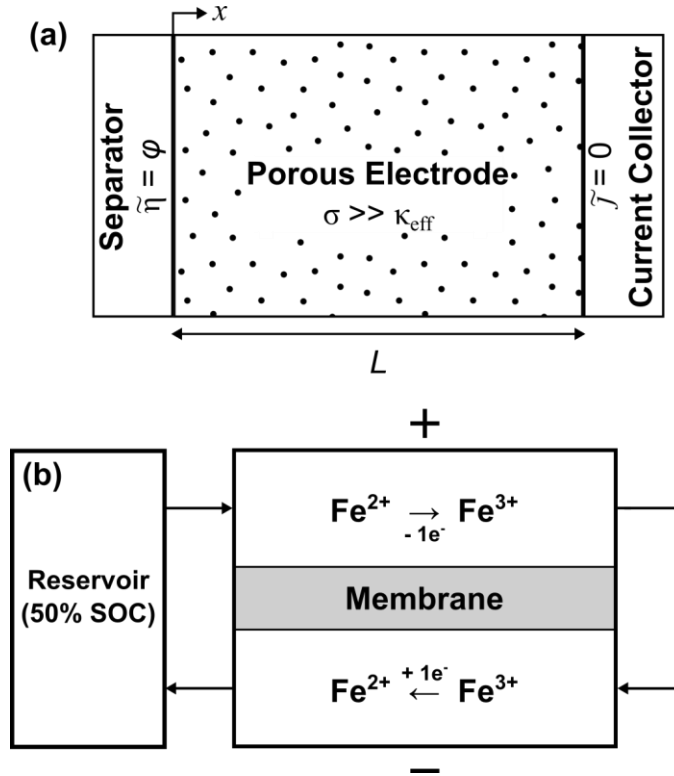 (a)
x
Separator
η̃ = φ
Porous Electrode
σ >> κeff
j̃ = 0
Current Collector
L
(b)
Reservoir
(50% SOC)
+
Fe²⁺ → Fe³⁺
- 1e⁻
Membrane
+ 1e⁻
Fe²⁺ ← Fe³⁺
−